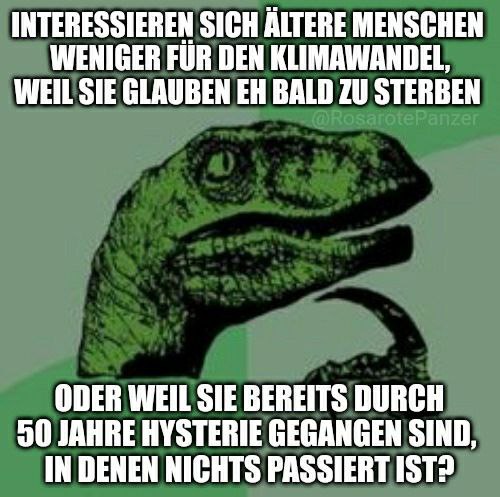 INTERESSIEREN SICH ÄLTERE MENSCHEN
WENIGER FÜR DEN KLIMAWANDEL,
WEIL SIE GLAUBEN EH BALD ZU STERBEN
@RosarotePanzer
ODER WEIL SIE BEREITS DURCH
50 JAHRE HYSTERIE GEGANGEN SIND,
IN DENEN NICHTS PASSIERT IST?